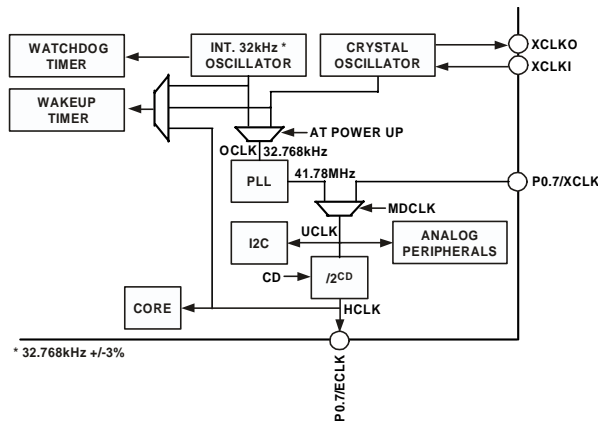 WATCHDOG
TIMER
INT. 32kHz *
OSCILLATOR
CRYSTAL
OSCILLATOR
XCLKO
XCLKI
WAKEUP
TIMER
AT POWER UP
OCLK 32.768kHz
PLL
41.78MHz
P0.7/XCLK
MDCLK
UCLK
I2C
ANALOG
PERIPHERALS
CD
/2CD
HCLK
CORE
* 32.768kHz +/-3%
P0.7/ECLK